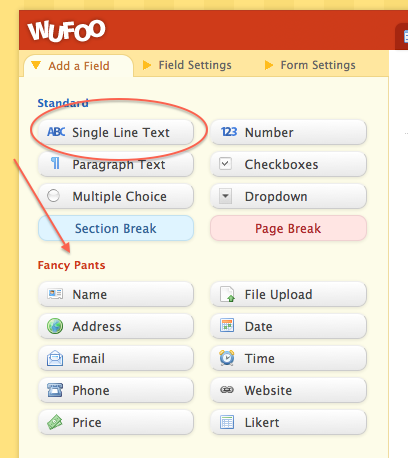 WUFOO
Add a Field Field Settings Form Settings
Standard
ABC Single Line Text 123 Number
Paragraph Text Checkboxes
Multiple Choice Dropdown
Section Break Page Break
Fancy Pants
Name File Upload
Address Date
Email Time
Phone Website
Price Likert